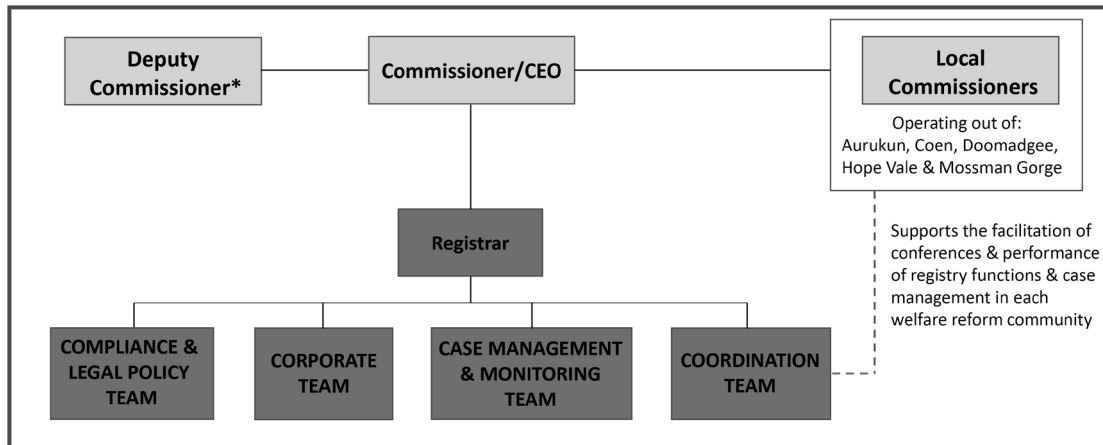 Deputy
Commissioner*
Commissioner/CEO
Local
Commissioners
Operating out of:
Aurukun, Coen, Doomadgee,
Hope Vale & Mossman Gorge
Registrar
Supports the facilitation of
conferences & performance
of registry functions & case
management in each
welfare reform community
COMPLIANCE &
LEGAL POLICY
TEAM
CORPORATE
TEAM
CASE MANAGEMENT
& MONITORING
TEAM
COORDINATION
TEAM